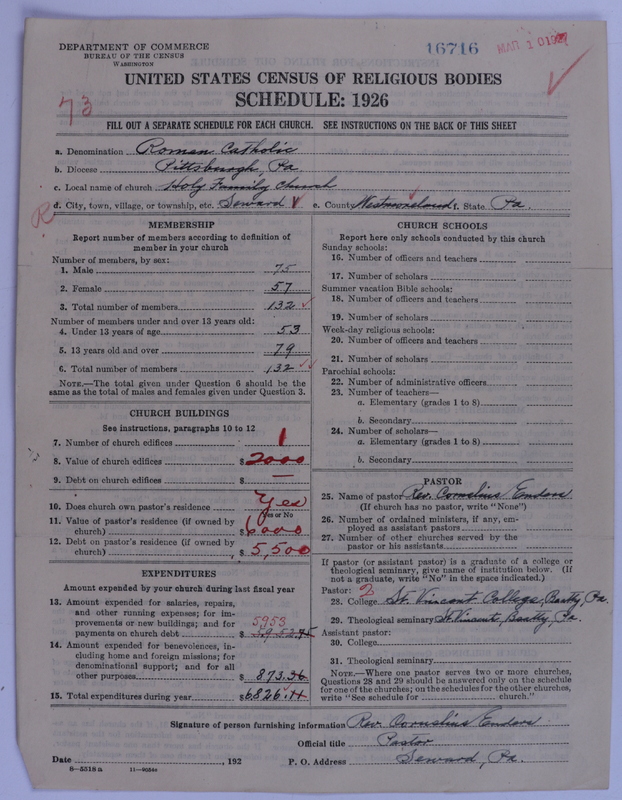 DEPARTMENT OF COMMERCE
BUREAU OF THE CENSUS
WASHINGTON
16716
MAR 10 1927
UNITED STATES CENSUS OF RELIGIOUS BODIES
SCHEDULE: 1926
73
FILL OUT A SEPARATE SCHEDULE FOR EACH CHURCH. SEE INSTRUCTIONS ON THE BACK OF THIS SHEET
a. Denomination Roman Catholic
b. Diocese Pittsburgh, Pa.
c. Local name of church Holy Family Church
R
d. City, town, village, or township, etc. Seward e. County Westmoreland f. State Pa.
MEMBERSHIP
Report number of members according to definition of member in your church
Number of members, by sex:
1. Male 75
2. Female 57
3. Total number of members 132
Number of members under and over 13 years old:
4. Under 13 years of age 53
5. 13 years old and over 79
6. Total number of members 132
NOTE.—The total given under Question 6 should be the
same as the total of males and females given under Question 3.
CHURCH BUILDINGS
See instructions, paragraphs 10 to 12
7. Number of church edifices 1
8. Value of church edifices $2000
9. Debt on church edifices $ —
10. Does church own pastor's residence Yes
Yes or No
11. Value of pastor's residence (if owned by
church) $6000
12. Debt on pastor's residence (if owned by
church) $5,500
EXPENDITURES
Amount expended by your church during last fiscal year
13. Amount expended for salaries, repairs,
and other running expenses; for im-
provements or new buildings; and for 5953
payments on church debt $
14. Amount expended for benevolences, in-
cluding home and foreign missions; for
denominational support; and for all
other purposes $ 873.36
15. Total expenditures during year $6826.11
CHURCH SCHOOLS
Report here only schools conducted by this church
Sunday schools:
16. Number of officers and teachers
17. Number of scholars
Summer vacation Bible schools:
18. Number of officers and teachers
19. Number of scholars
Week-day religious schools:
20. Number of officers and teachers
21. Number of scholars
Parochial schools:
22. Number of administrative officers
23. Number of teachers—
a. Elementary (grades 1 to 8)
b. Secondary
24. Number of scholars—
a. Elementary (grades 1 to 8)
b. Secondary
PASTOR
25. Name of pastor Rev. Cornelius Enders
(If church has no pastor, write "None")
26. Number of ordained ministers, if any, em-
ployed as assistant pastors
27. Number of other churches served by the
pastor or his assistants
If pastor (or assistant pastor) is a graduate of a college or
theological seminary, give name of institution below. (If
not a graduate, write "No" in the space indicated.)
Pastor: 2
28. College St. Vincent College, Beatty, Pa.
29. Theological seminary St. Vincent, Beatty, Pa.
Assistant pastor:
30. College
31. Theological seminary
NOTE.—Where one pastor serves two or more churches,
Questions 28 and 29 should be answered only on the schedule
for one of the churches; on the schedules for the other churches,
write "See schedule for church."
Signature of person furnishing information Rev. Cornelius Enders
Official title Pastor
Date , 192 P. O. Address Seward, Pa.
8—5318a 11—90580